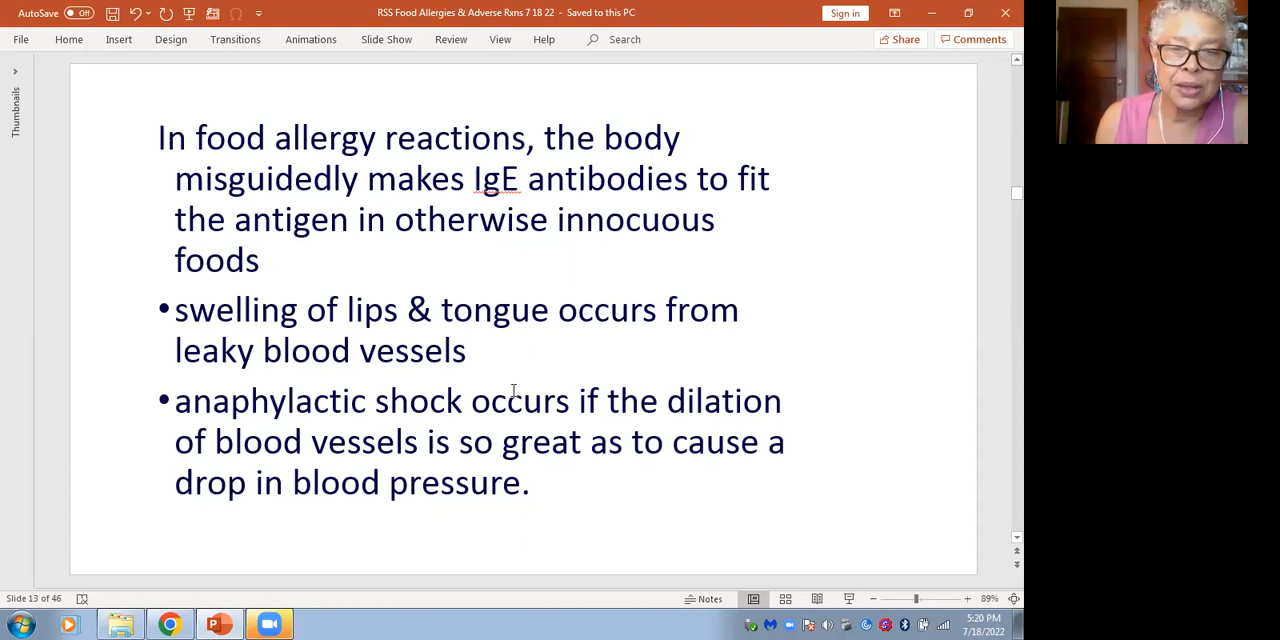 AutoSave Off
RSS Food Allergies & Adverse Rxns 7 18 22 - Saved to this PC
Sign in
File Home Insert Design Transitions Animations Slide Show Review View Help Search
Share Comments
Thumbnails
In food allergy reactions, the body
misguidedly makes IgE antibodies to fit
the antigen in otherwise innocuous
foods
•swelling of lips & tongue occurs from
leaky blood vessels
•anaphylactic shock occurs if the dilation
of blood vessels is so great as to cause a
drop in blood pressure.
Slide 13 of 46
Notes
89%
5:20 PM
7/18/2022